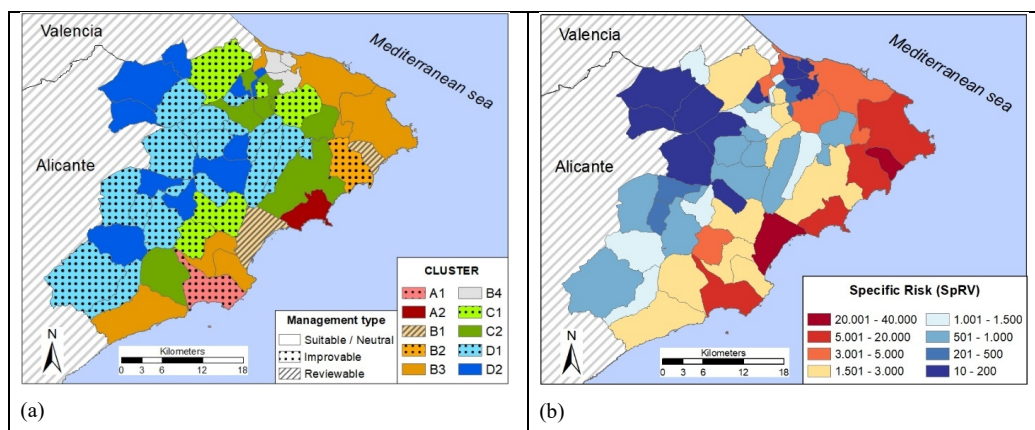 Valencia
Mediterranean sea
Alicante
CLUSTER
A1
A2
B1
B2
B3
B4
C1
C2
D1
D2
Management type
Suitable / Neutral
Improvable
Reviewable
N
Kilometers
0 3 6 12 18
(a)
Valencia
Mediterranean sea
Alicante
Specific Risk (SpRV)
20.001 - 40.000
5.001 - 20.000
3.001 - 5.000
1.501 - 3.000
1.001 - 1.500
501 - 1.000
201 - 500
10 - 200
N
Kilometers
0 3 6 12 18
(b)